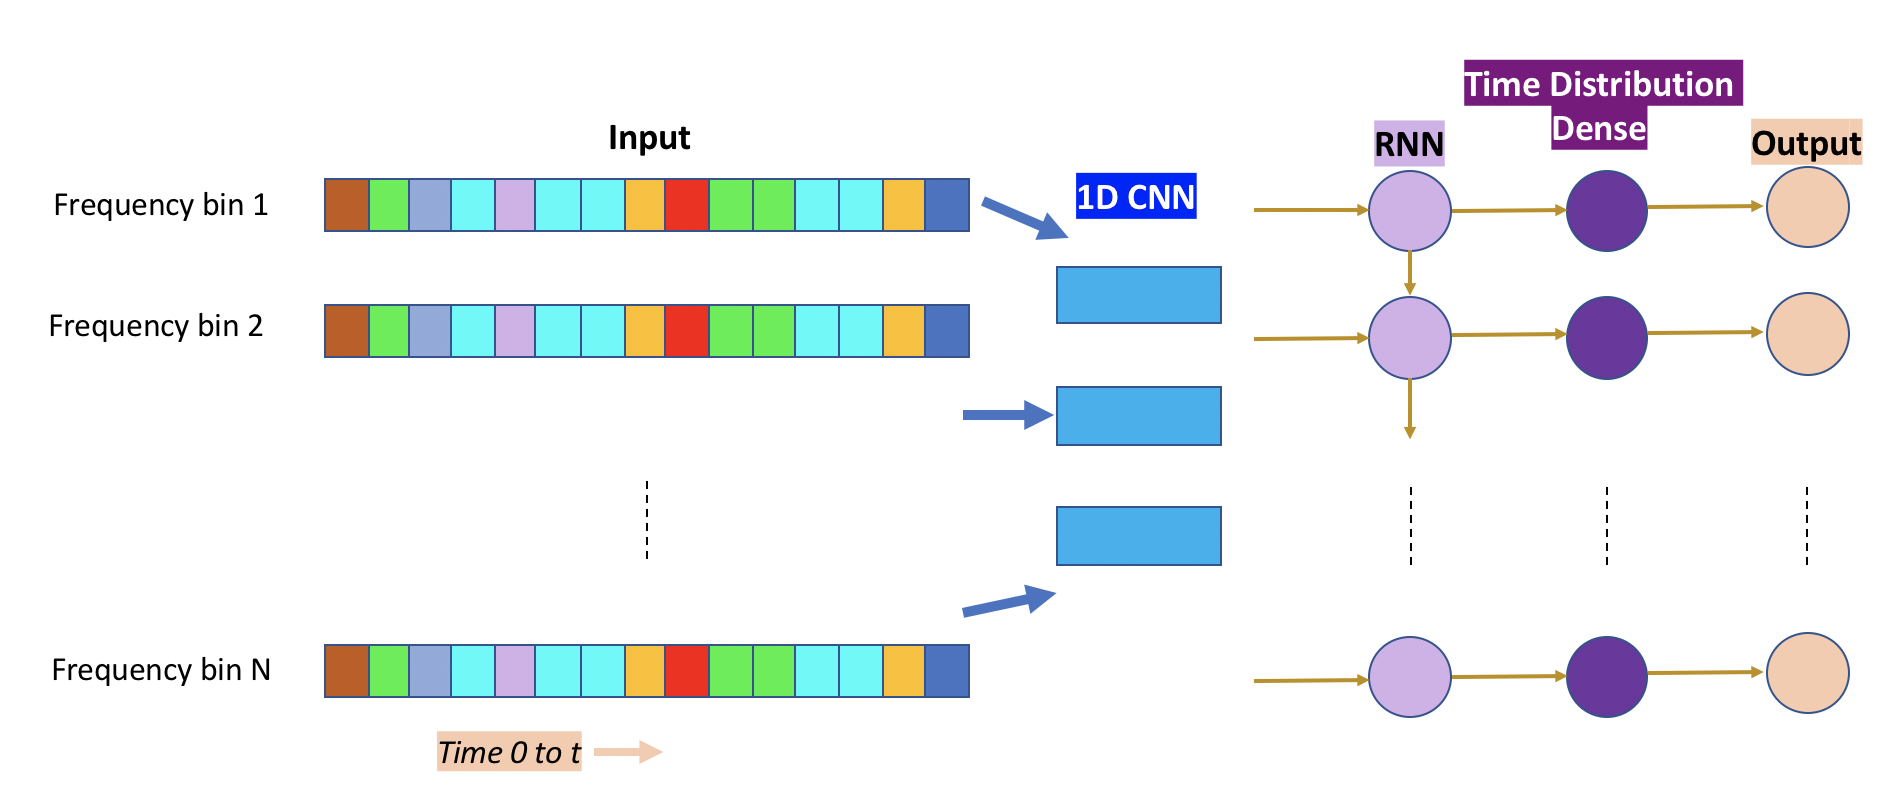 Time Distribution
Dense
Input
RNN
Output
Frequency bin 1
1D CNN
Frequency bin 2
Frequency bin N
Time 0 to t